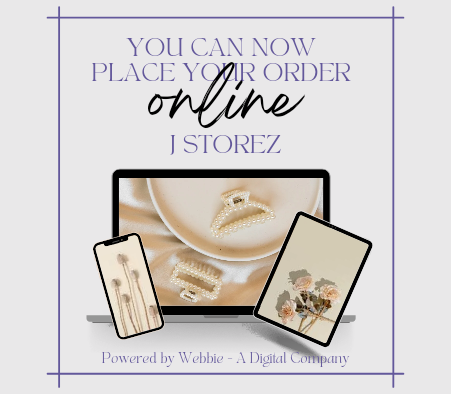 YOU CAN NOW
PLACE YOUR ORDER
online
J STOREZ
Powered by Webbie - A Digital Company